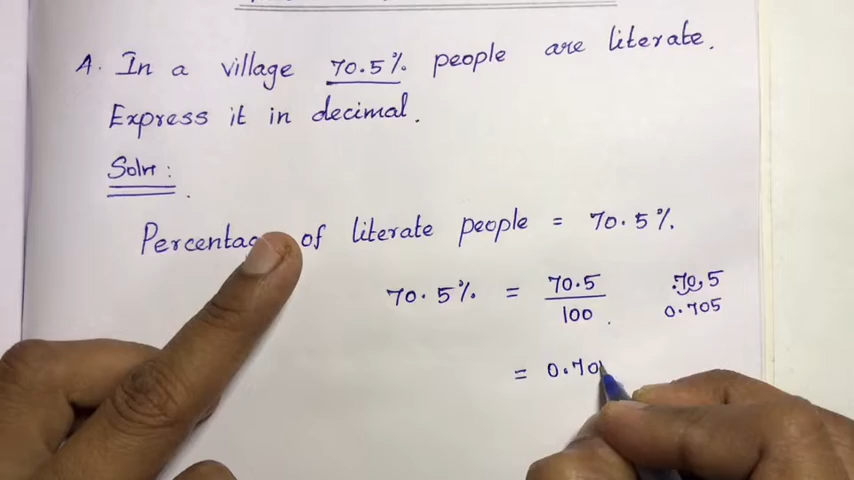 A. In a village 70.5% people are literate.
Express it in decimal.
Soln:
Percentage of literate people = 70.5%.
70.5% = 70.5/100 .70,5
0.705
= 0.70